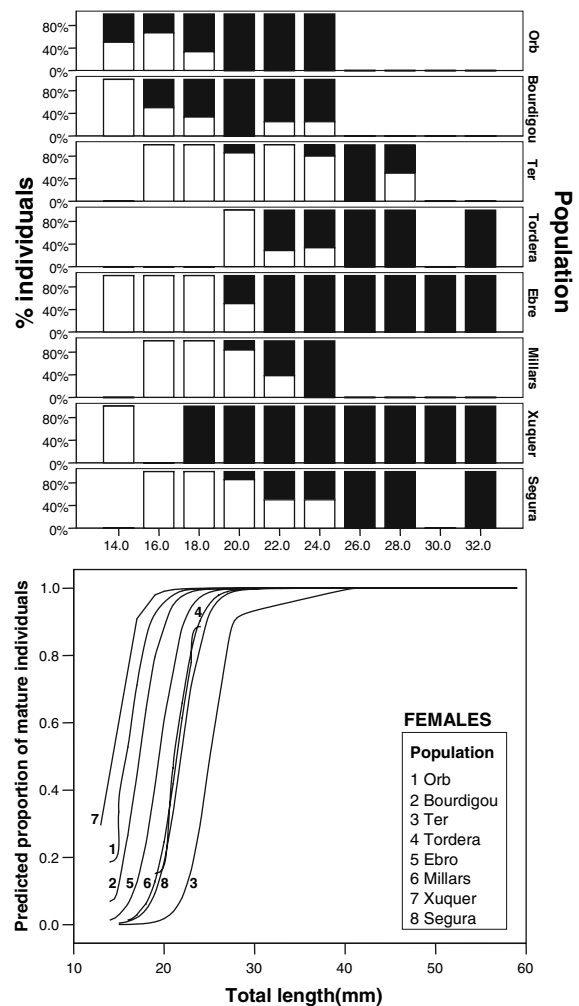 80%
40%
0%
Orb
80%
40%
0%
Bourdigou
80%
40%
0%
Ter
80%
40%
0%
Tordera
80%
40%
0%
Ebre
80%
40%
0%
Millars
80%
40%
0%
Xuquer
80%
40%
0%
Segura
% individuals
Population
14.0 16.0 18.0 20.0 22.0 24.0 26.0 28.0 30.0 32.0
Predicted proportion of mature individuals
1.0
0.8
0.6
0.4
0.2
0.0
4
7
1
2 5 6 8 3
FEMALES
Population
1 Orb
2 Bourdigou
3 Ter
4 Tordera
5 Ebro
6 Millars
7 Xuquer
8 Segura
10 20 30 40 50 60
Total length(mm)